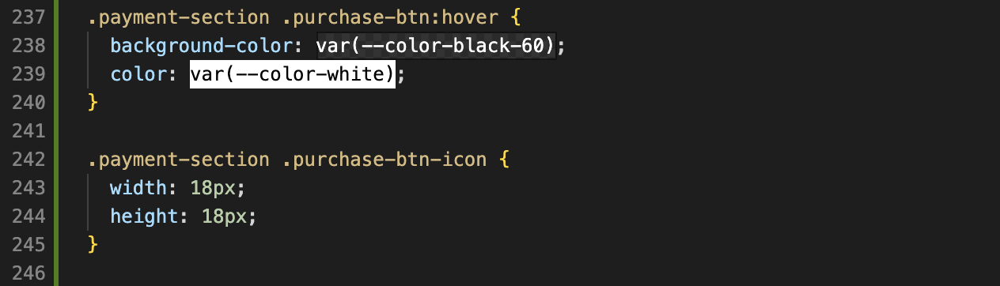 237 .payment-section .purchase-btn:hover {
238 background-color: var(--color-black-60);
239 color: var(--color-white);
240 }
241
242 .payment-section .purchase-btn-icon {
243 width: 18px;
244 height: 18px;
245 }
246